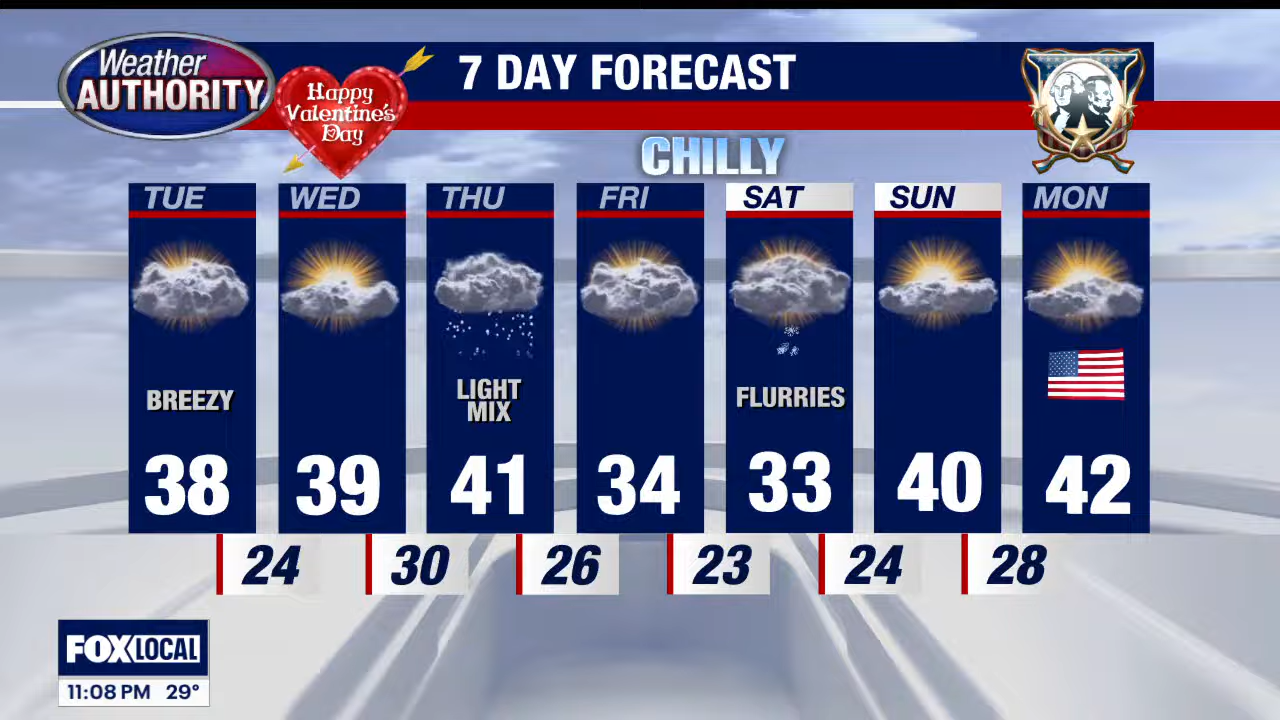 Weather
AUTHORITY
Happy
Valentine's
Day
7 DAY FORECAST
CHILLY
TUE WED THU FRI SAT SUN MON
BREEZY
LIGHT
MIX
FLURRIES
38 39 41 34 33 40 42
24 30 26 23 24 28
FOX LOCAL
11:08 PM 29°